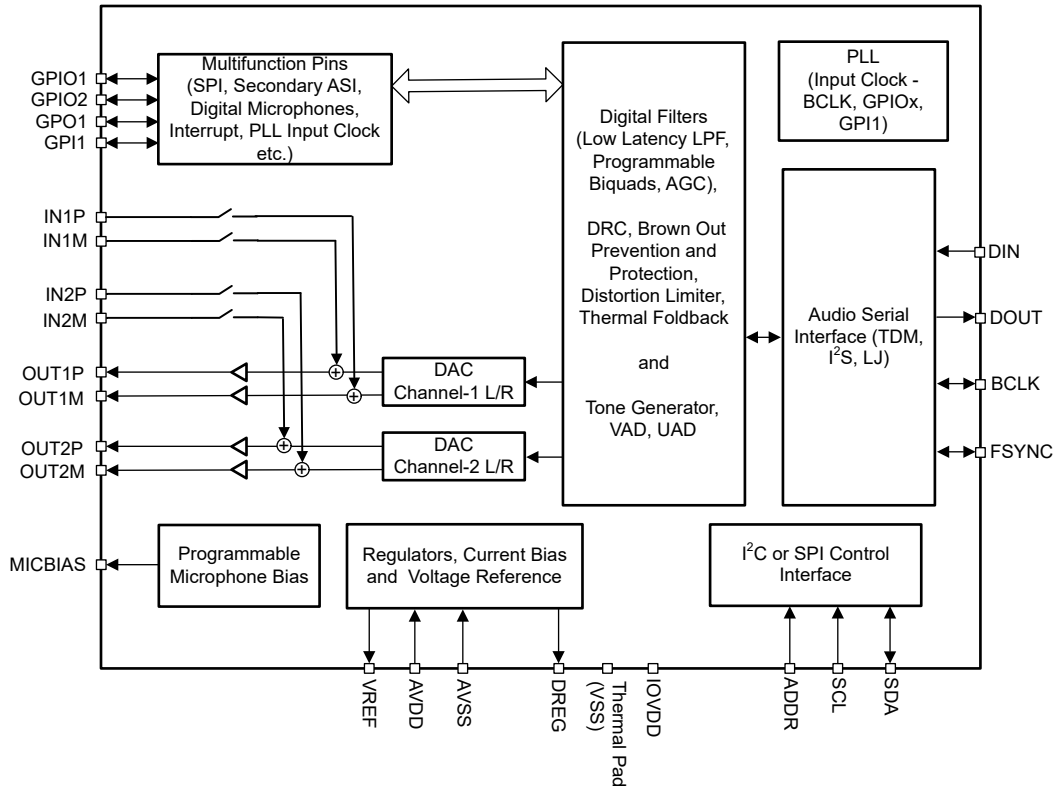 GPIO1
GPIO2
GPO1
GPI1
Multifunction Pins
(SPI, Secondary ASI,
Digital Microphones,
Interrupt, PLL Input Clock
etc.)
Digital Filters
(Low Latency LPF,
Programmable
Biquads, AGC),
DRC, Brown Out
Prevention and
Protection,
Distortion Limiter,
Thermal Foldback
and
Tone Generator,
VAD, UAD
PLL
(Input Clock -
BCLK, GPIOx,
GPI1)
IN1P
IN1M
IN2P
IN2M
OUT1P
OUT1M
OUT2P
OUT2M
DAC
Channel-1 L/R
DAC
Channel-2 L/R
Audio Serial
Interface (TDM,
I²S, LJ)
DIN
DOUT
BCLK
FSYNC
MICBIAS
Programmable
Microphone Bias
Regulators, Current Bias
and Voltage Reference
I²C or SPI Control
Interface
VREF
AVDD
AVSS
DREG
Thermal Pad
(VSS)
IOVDD
ADDR
SCL
SDA